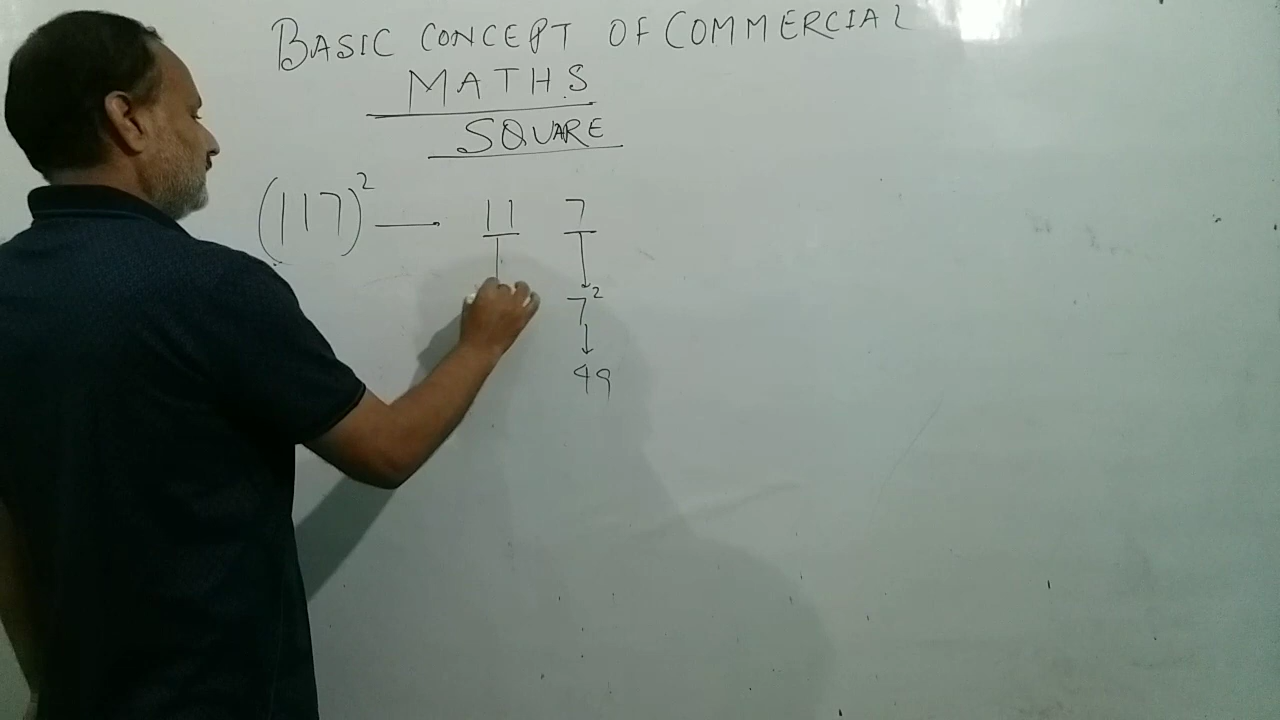 BASIC CONCEPT OF COMMERCIAL
MATHS
SQUARE
(117)² — 11 7
7²
49